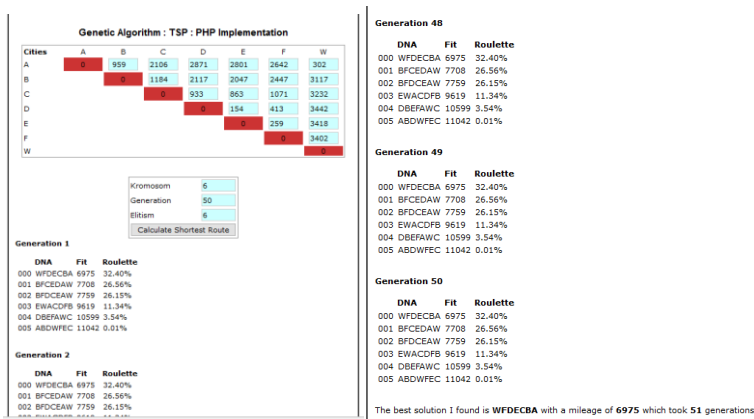 Genetic Algorithm : TSP : PHP Implementation
Cities A B C D E F W
A 0 959 2106 2871 2801 2642 302
B 0 1184 2117 2047 2447 3117
C 0 933 863 1071 3232
D 0 154 413 3442
E 0 259 3418
F 0 3402
W 0
Kromosom 6
Generation 50
Elitism 6
Calculate Shortest Route
Generation 1
DNA Fit Roulette
000 WFDECBA 6975 32.40%
001 BFCEDAW 7708 26.56%
002 BFDCEAW 7759 26.15%
003 EWACDFB 9619 11.34%
004 DBEFAWC 10599 3.54%
005 ABDWFEC 11042 0.01%
Generation 2
DNA Fit Roulette
000 WFDECBA 6975 32.40%
001 BFCEDAW 7708 26.56%
002 BFDCEAW 7759 26.15%
Generation 48
DNA Fit Roulette
000 WFDECBA 6975 32.40%
001 BFCEDAW 7708 26.56%
002 BFDCEAW 7759 26.15%
003 EWACDFB 9619 11.34%
004 DBEFAWC 10599 3.54%
005 ABDWFEC 11042 0.01%
Generation 49
DNA Fit Roulette
000 WFDECBA 6975 32.40%
001 BFCEDAW 7708 26.56%
002 BFDCEAW 7759 26.15%
003 EWACDFB 9619 11.34%
004 DBEFAWC 10599 3.54%
005 ABDWFEC 11042 0.01%
Generation 50
DNA Fit Roulette
000 WFDECBA 6975 32.40%
001 BFCEDAW 7708 26.56%
002 BFDCEAW 7759 26.15%
003 EWACDFB 9619 11.34%
004 DBEFAWC 10599 3.54%
005 ABDWFEC 11042 0.01%
The best solution I found is WFDECBA with a mileage of 6975 which took 51 generations